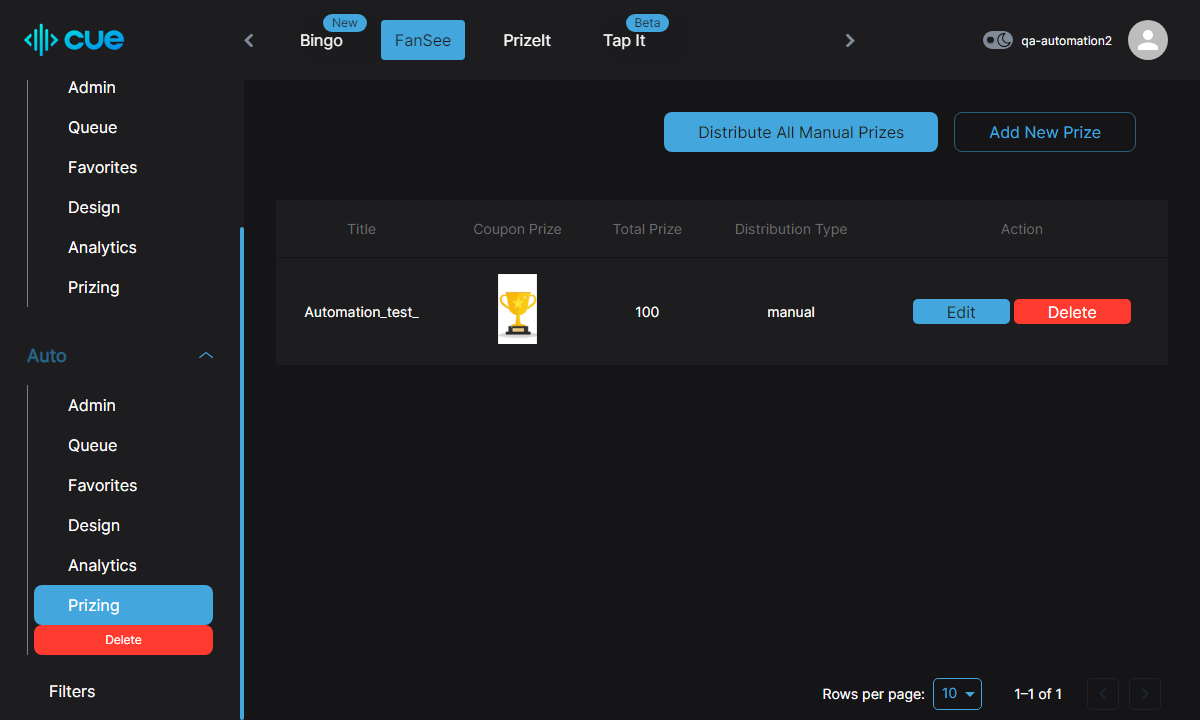 cue
New
Bingo
FanSee
PrizeIt
Beta
Tap It
qa-automation2
Admin
Queue
Favorites
Design
Analytics
Prizing
Auto
Admin
Queue
Favorites
Design
Analytics
Prizing
Delete
Filters
Distribute All Manual Prizes
Add New Prize
Title Coupon Prize Total Prize Distribution Type Action
Automation_test_ 100 manual Edit Delete
Rows per page: 10 1–1 of 1